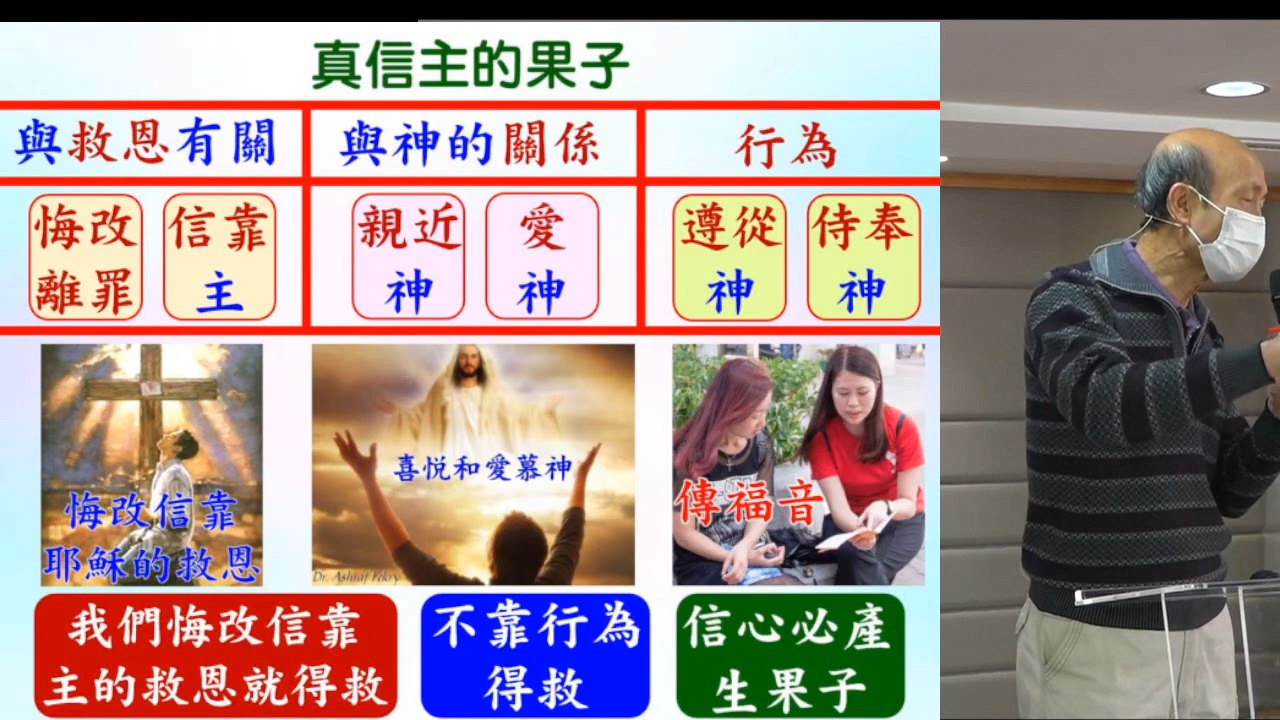 真信主的果子
與救恩有關
與神的關係
行為
悔改
離罪
信靠
主
親近
神
愛
神
遵從
神
侍奉
神
悔改信靠
耶穌的救恩
喜悅和愛慕神
Dr. Ashraf Fekry
傳福音
我們悔改信靠
主的救恩就得救
不靠行為
得救
信心必產
生果子